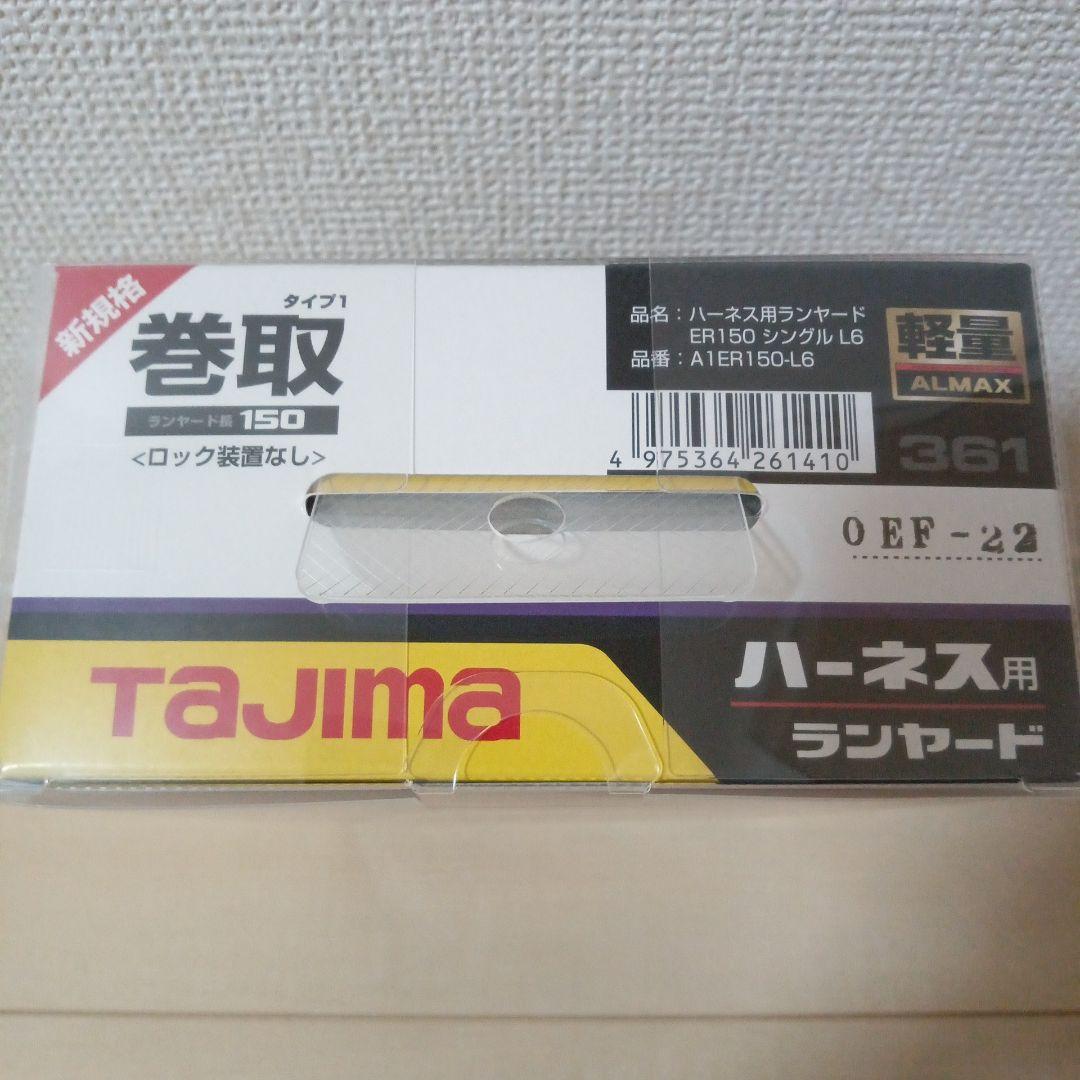 新規格
タイプ1
巻取
ランヤード長 150
<ロック装置なし>
品名:ハーネス用ランヤード
ER150 シングル L6
品番:A1ER150-L6
軽量
ALMAX
4 975364 261410
361
OEF-22
TAJIMA
ハーネス用
ランヤード